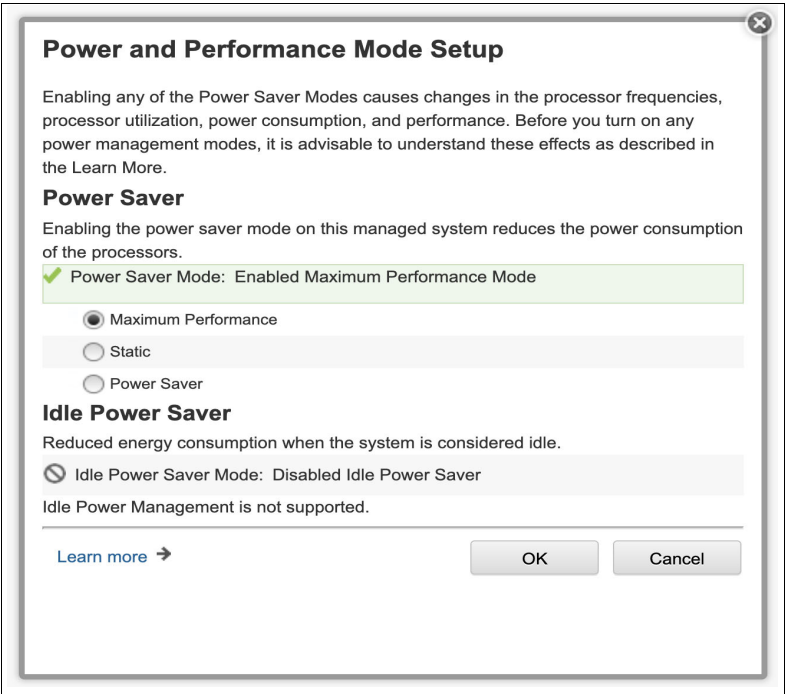 Power and Performance Mode Setup
Enabling any of the Power Saver Modes causes changes in the processor frequencies,
processor utilization, power consumption, and performance. Before you turn on any
power management modes, it is advisable to understand these effects as described in
the Learn More.
Power Saver
Enabling the power saver mode on this managed system reduces the power consumption
of the processors.
Power Saver Mode: Enabled Maximum Performance Mode
Maximum Performance
Static
Power Saver
Idle Power Saver
Reduced energy consumption when the system is considered idle.
Idle Power Saver Mode: Disabled Idle Power Saver
Idle Power Management is not supported.
Learn more
OK
Cancel